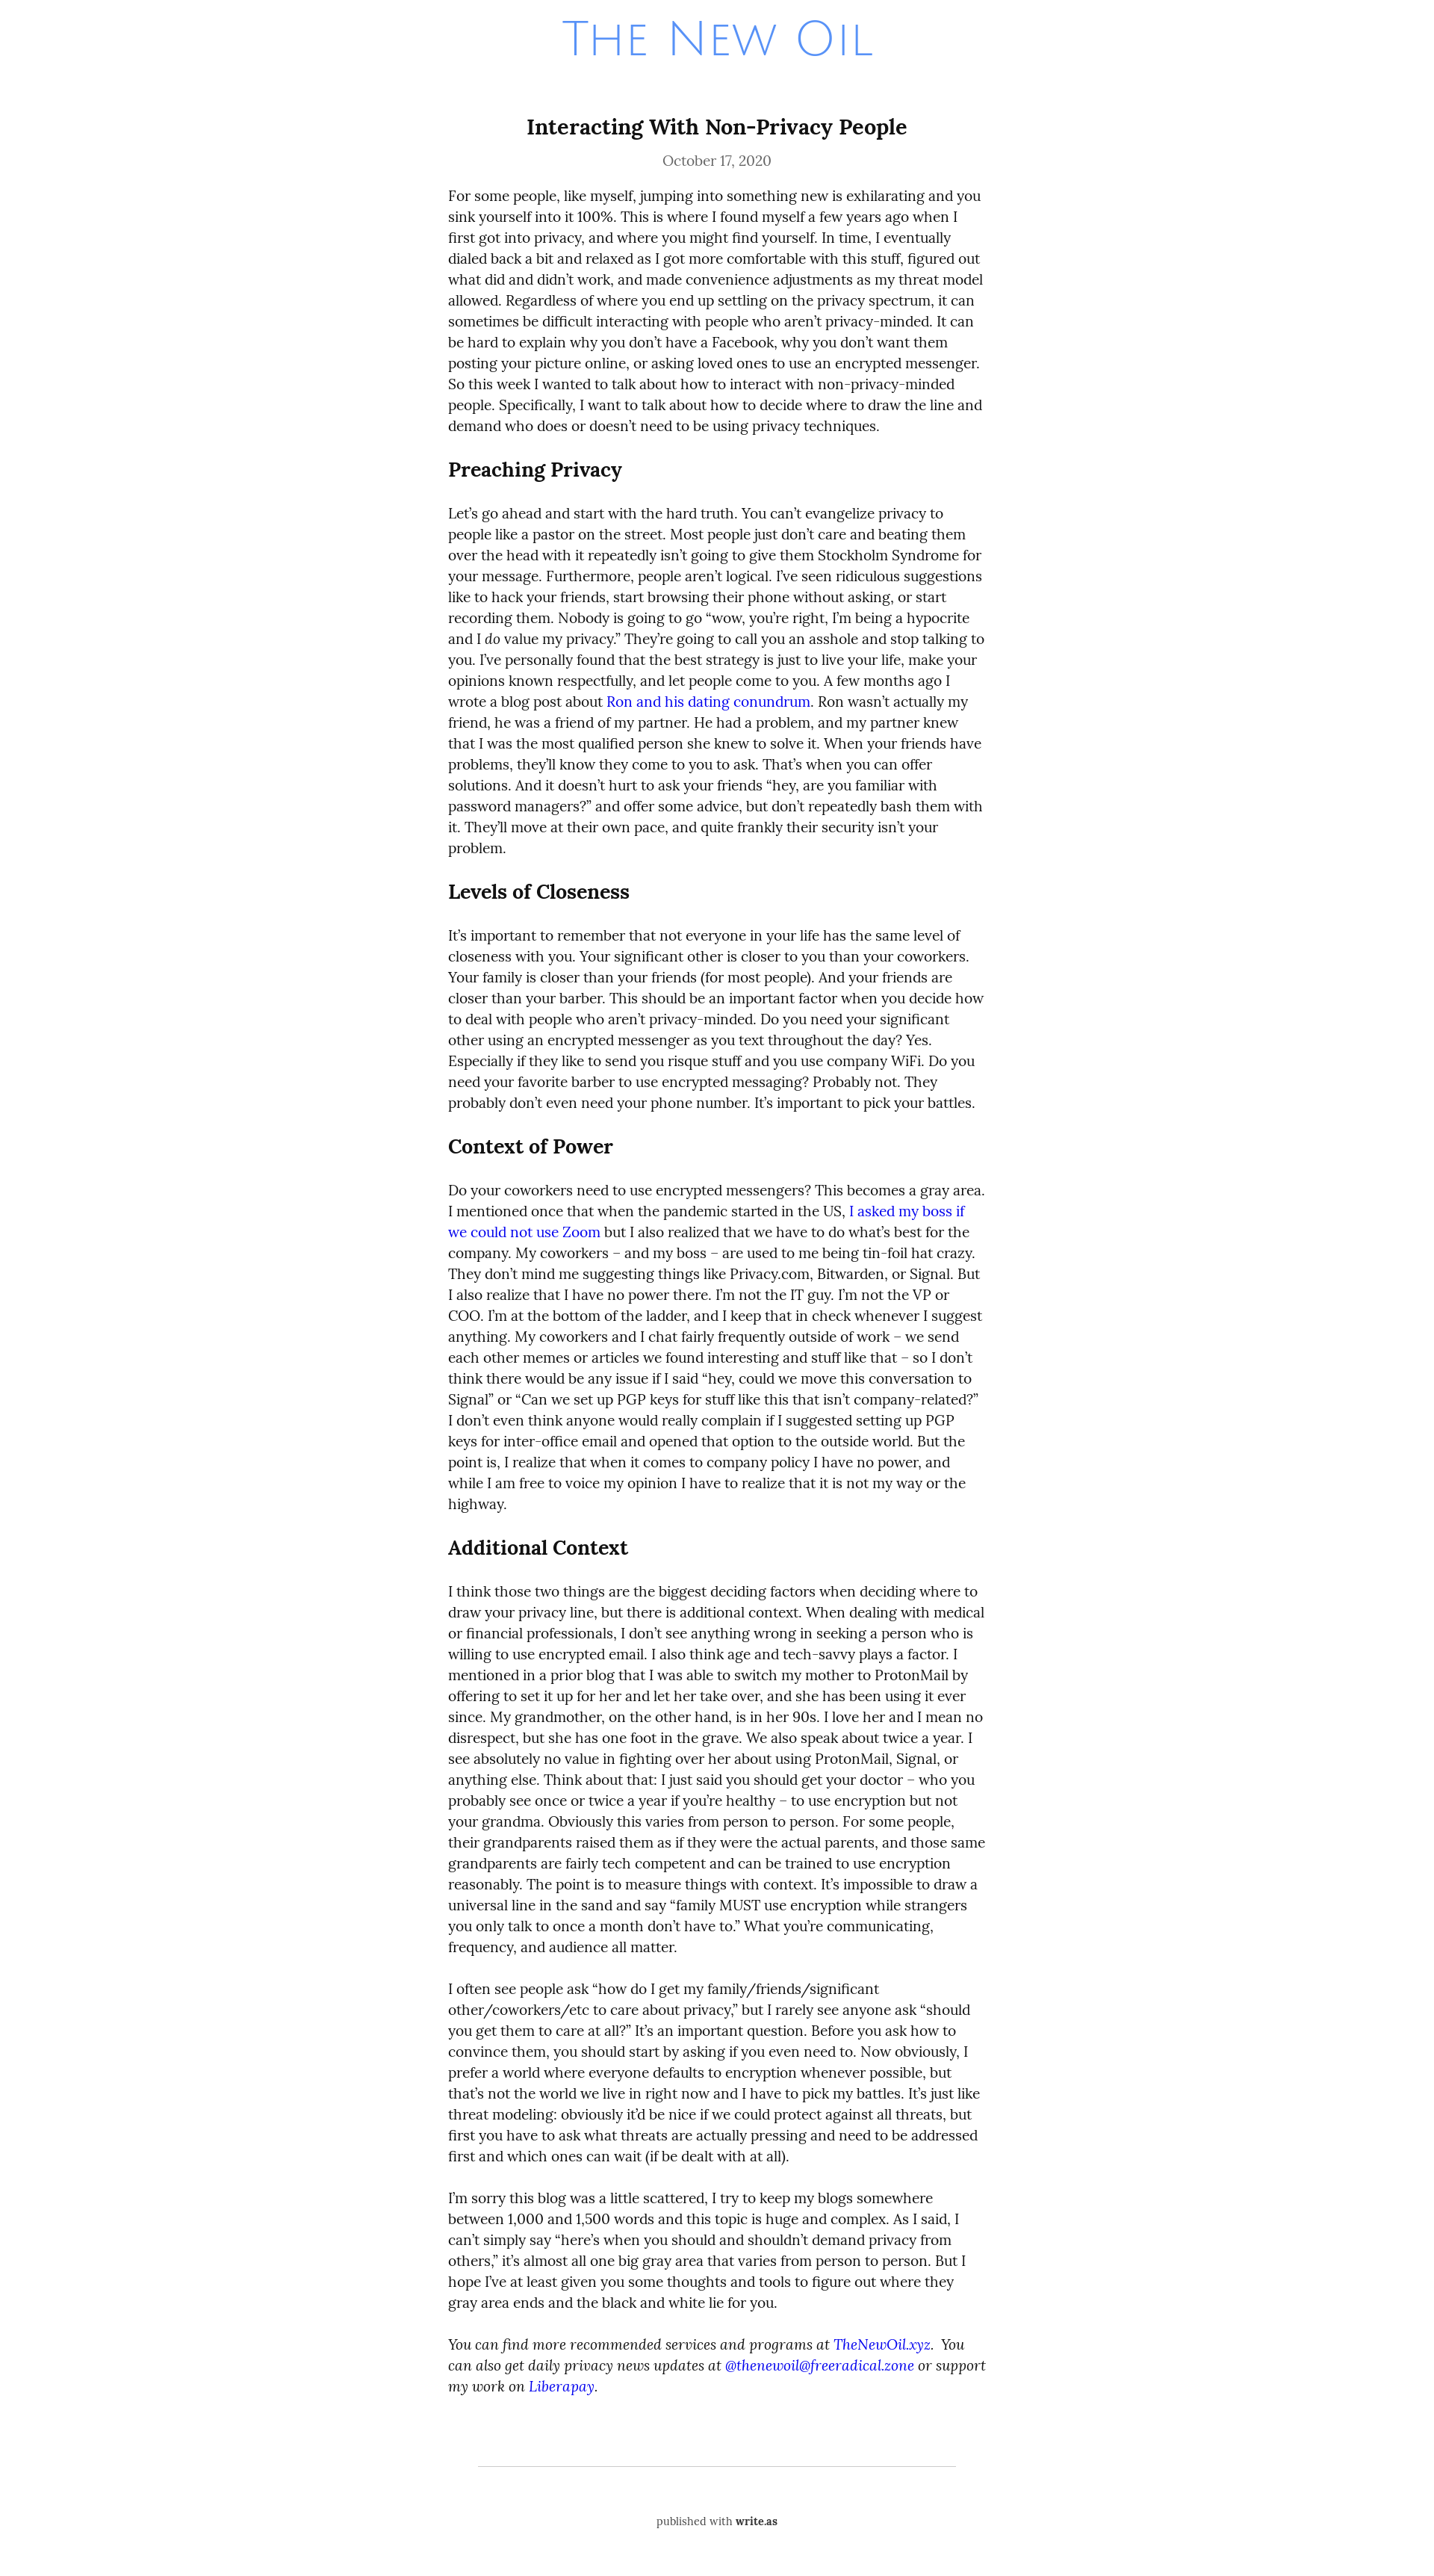 The New Oil
Interacting With Non-Privacy People
October 17, 2020
For some people, like myself, jumping into something new is exhilarating and you
sink yourself into it 100%. This is where I found myself a few years ago when I
first got into privacy, and where you might find yourself. In time, I eventually
dialed back a bit and relaxed as I got more comfortable with this stuff, figured out
what did and didn’t work, and made convenience adjustments as my threat model
allowed. Regardless of where you end up settling on the privacy spectrum, it can
sometimes be difficult interacting with people who aren’t privacy-minded. It can
be hard to explain why you don’t have a Facebook, why you don’t want them
posting your picture online, or asking loved ones to use an encrypted messenger.
So this week I wanted to talk about how to interact with non-privacy-minded
people. Specifically, I want to talk about how to decide where to draw the line and
demand who does or doesn’t need to be using privacy techniques.
Preaching Privacy
Let’s go ahead and start with the hard truth. You can’t evangelize privacy to
people like a pastor on the street. Most people just don’t care and beating them
over the head with it repeatedly isn’t going to give them Stockholm Syndrome for
your message. Furthermore, people aren’t logical. I’ve seen ridiculous suggestions
like to hack your friends, start browsing their phone without asking, or start
recording them. Nobody is going to go “wow, you’re right, I’m being a hypocrite
and I do value my privacy.” They’re going to call you an asshole and stop talking to
you. I’ve personally found that the best strategy is just to live your life, make your
opinions known respectfully, and let people come to you. A few months ago I
wrote a blog post about Ron and his dating conundrum. Ron wasn’t actually my
friend, he was a friend of my partner. He had a problem, and my partner knew
that I was the most qualified person she knew to solve it. When your friends have
problems, they’ll know they come to you to ask. That’s when you can offer
solutions. And it doesn’t hurt to ask your friends “hey, are you familiar with
password managers?” and offer some advice, but don’t repeatedly bash them with
it. They’ll move at their own pace, and quite frankly their security isn’t your
problem.
Levels of Closeness
It’s important to remember that not everyone in your life has the same level of
closeness with you. Your significant other is closer to you than your coworkers.
Your family is closer than your friends (for most people). And your friends are
closer than your barber. This should be an important factor when you decide how
to deal with people who aren’t privacy-minded. Do you need your significant
other using an encrypted messenger as you text throughout the day? Yes.
Especially if they like to send you risque stuff and you use company WiFi. Do you
need your favorite barber to use encrypted messaging? Probably not. They
probably don’t even need your phone number. It’s important to pick your battles.
Context of Power
Do your coworkers need to use encrypted messengers? This becomes a gray area.
I mentioned once that when the pandemic started in the US, I asked my boss if
we could not use Zoom but I also realized that we have to do what’s best for the
company. My coworkers – and my boss – are used to me being tin-foil hat crazy.
They don’t mind me suggesting things like Privacy.com, Bitwarden, or Signal. But
I also realize that I have no power there. I’m not the IT guy. I’m not the VP or
COO. I’m at the bottom of the ladder, and I keep that in check whenever I suggest
anything. My coworkers and I chat fairly frequently outside of work – we send
each other memes or articles we found interesting and stuff like that – so I don’t
think there would be any issue if I said “hey, could we move this conversation to
Signal” or “Can we set up PGP keys for stuff like this that isn’t company-related?”
I don’t even think anyone would really complain if I suggested setting up PGP
keys for inter-office email and opened that option to the outside world. But the
point is, I realize that when it comes to company policy I have no power, and
while I am free to voice my opinion I have to realize that it is not my way or the
highway.
Additional Context
I think those two things are the biggest deciding factors when deciding where to
draw your privacy line, but there is additional context. When dealing with medical
or financial professionals, I don’t see anything wrong in seeking a person who is
willing to use encrypted email. I also think age and tech-savvy plays a factor. I
mentioned in a prior blog that I was able to switch my mother to ProtonMail by
offering to set it up for her and let her take over, and she has been using it ever
since. My grandmother, on the other hand, is in her 90s. I love her and I mean no
disrespect, but she has one foot in the grave. We also speak about twice a year. I
see absolutely no value in fighting over her about using ProtonMail, Signal, or
anything else. Think about that: I just said you should get your doctor – who you
probably see once or twice a year if you’re healthy – to use encryption but not
your grandma. Obviously this varies from person to person. For some people,
their grandparents raised them as if they were the actual parents, and those same
grandparents are fairly tech competent and can be trained to use encryption
reasonably. The point is to measure things with context. It’s impossible to draw a
universal line in the sand and say “family MUST use encryption while strangers
you only talk to once a month don’t have to.” What you’re communicating,
frequency, and audience all matter.
I often see people ask “how do I get my family/friends/significant
other/coworkers/etc to care about privacy,” but I rarely see anyone ask “should
you get them to care at all?” It’s an important question. Before you ask how to
convince them, you should start by asking if you even need to. Now obviously, I
prefer a world where everyone defaults to encryption whenever possible, but
that’s not the world we live in right now and I have to pick my battles. It’s just like
threat modeling: obviously it’d be nice if we could protect against all threats, but
first you have to ask what threats are actually pressing and need to be addressed
first and which ones can wait (if be dealt with at all).
I’m sorry this blog was a little scattered, I try to keep my blogs somewhere
between 1,000 and 1,500 words and this topic is huge and complex. As I said, I
can’t simply say “here’s when you should and shouldn’t demand privacy from
others,” it’s almost all one big gray area that varies from person to person. But I
hope I’ve at least given you some thoughts and tools to figure out where they
gray area ends and the black and white lie for you.
You can find more recommended services and programs at TheNewOil.xyz. You
can also get daily privacy news updates at @thenewoil@freeradical.zone or support
my work on Liberapay.
published with write.as